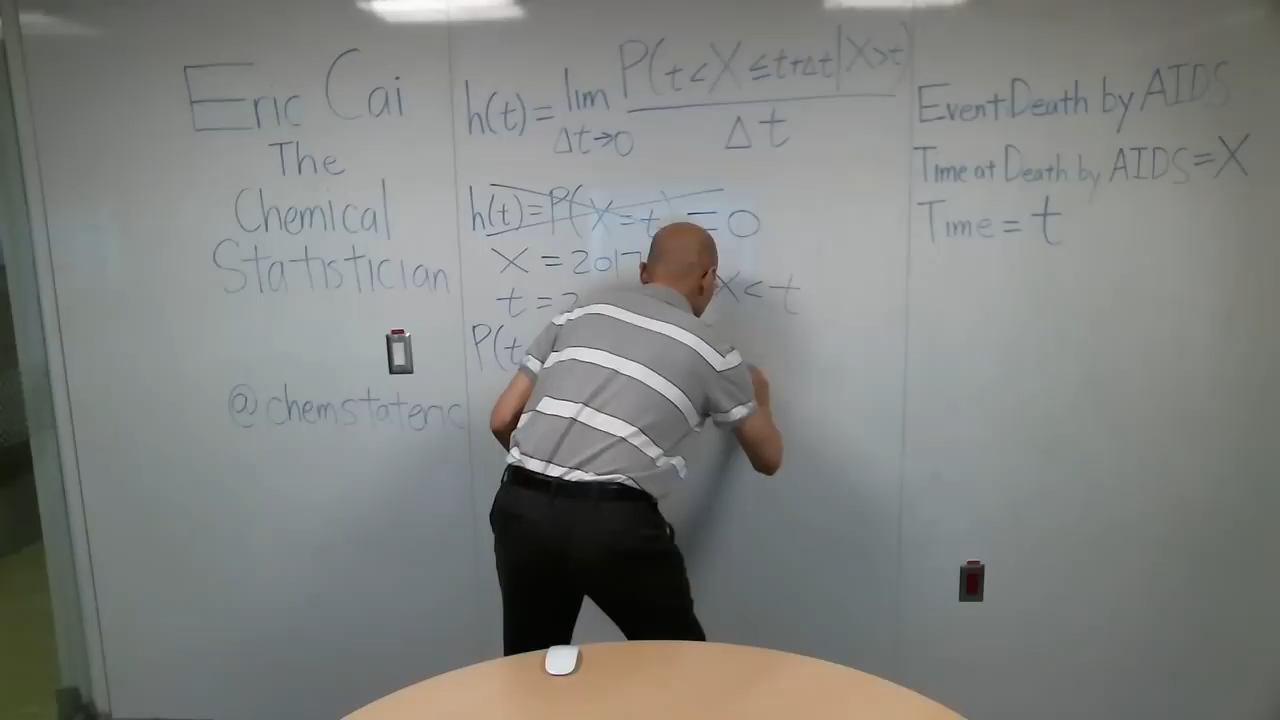 Eric Cai
The
Chemical
Statistician
@chemstateric
h(t) = lim P(t < X ≤ t+Δt | X > t)
Δt→0 Δt
h(t) = P(X = t) = 0
X = 2017
t = 2
X < t
P(t
Event Death by AIDS
Time at Death by AIDS = X
Time = t